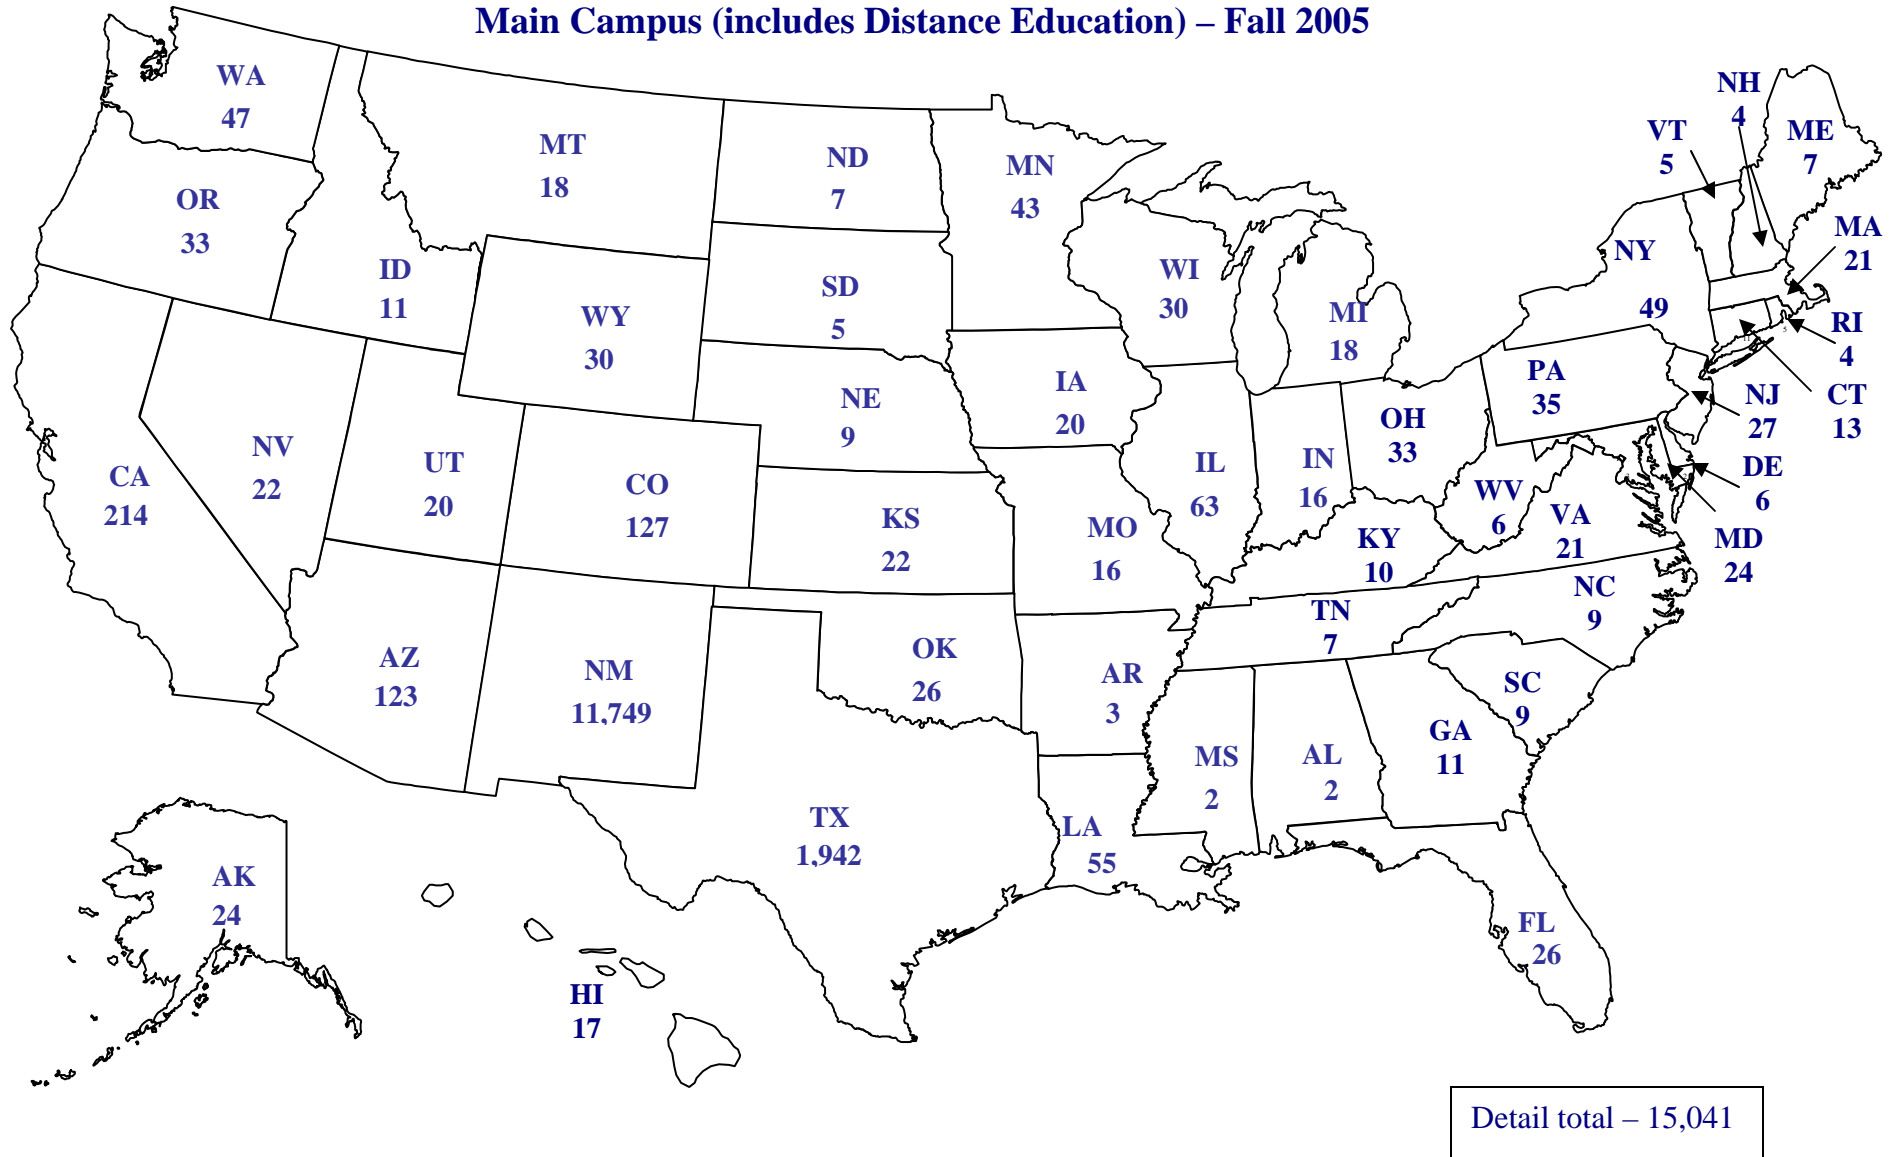 Main Campus (includes Distance Education) – Fall 2005
WA
47
OR
33
CA
214
NV
22
ID
11
MT
18
WY
30
UT
20
CO
127
AZ
123
NM
11,749
ND
7
SD
5
NE
9
KS
22
OK
26
TX
1,942
MN
43
IA
20
MO
16
AR
3
LA
55
WI
30
IL
63
MI
18
IN
16
OH
33
KY
10
TN
7
MS
2
AL
2
GA
11
FL
26
SC
9
NC
9
VA
21
WV
6
PA
35
NY
49
VT
5
NH
4
ME
7
MA
21
RI
4
CT
13
NJ
27
DE
6
MD
24
AK
24
HI
17
Detail total – 15,041